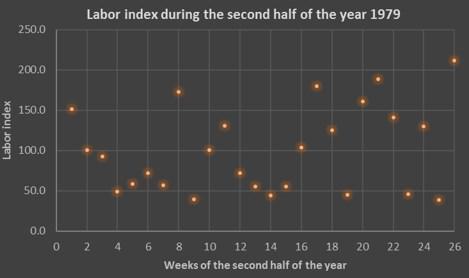 Labor index during the second half of the year 1979
250.0
200.0
150.0
100.0
50.0
0.0
Labor index
0 2 4 6 8 10 12 14 16 18 20 22 24 26
Weeks of the second half of the year